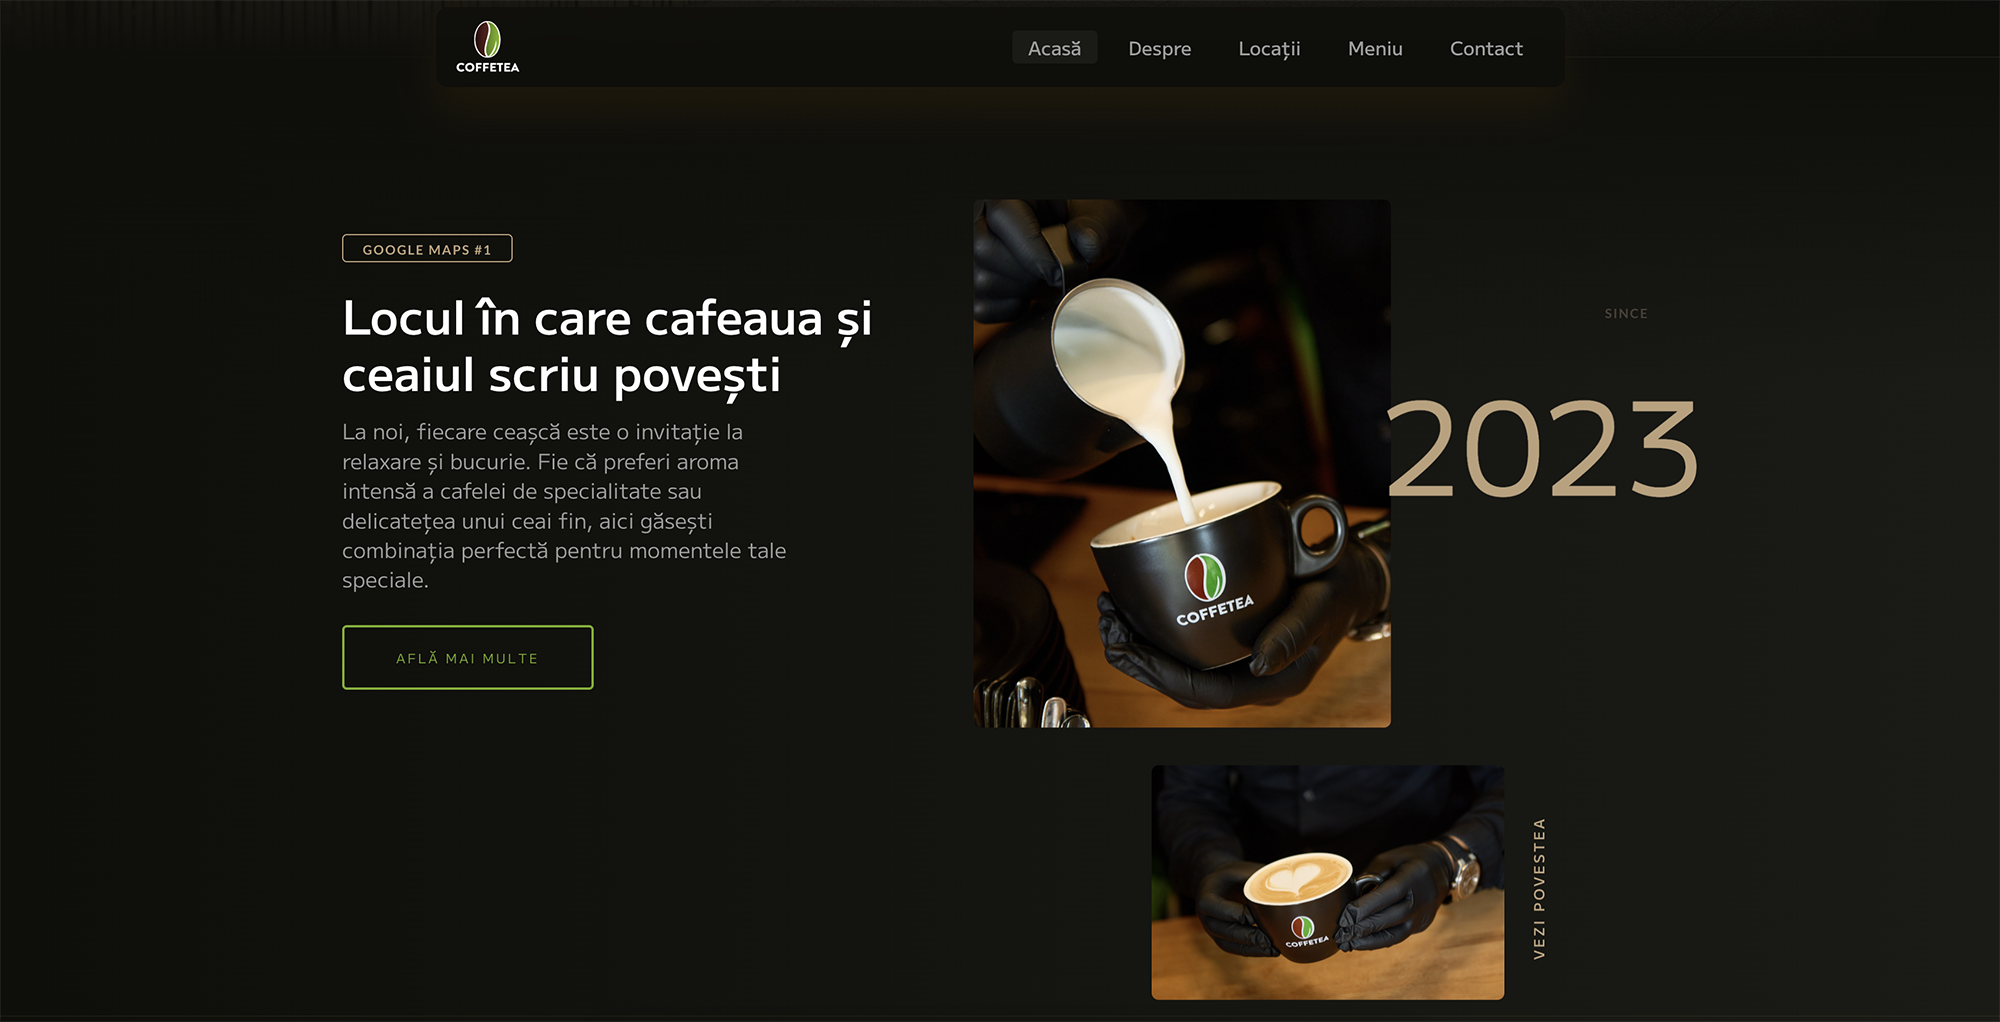 COFFETEA
Acasă
Despre
Locații
Meniu
Contact
GOOGLE MAPS #1
Locul în care cafeaua și
ceaiul scriu povești
La noi, fiecare ceașcă este o invitație la
relaxare și bucurie. Fie că preferi aroma
intensă a cafelei de specialitate sau
delicatețea unui ceai fin, aici găsești
combinația perfectă pentru momentele tale
speciale.
AFLĂ MAI MULTE
COFFETEA
SINCE
2023
COFFETEA
VEZI POVESTEA